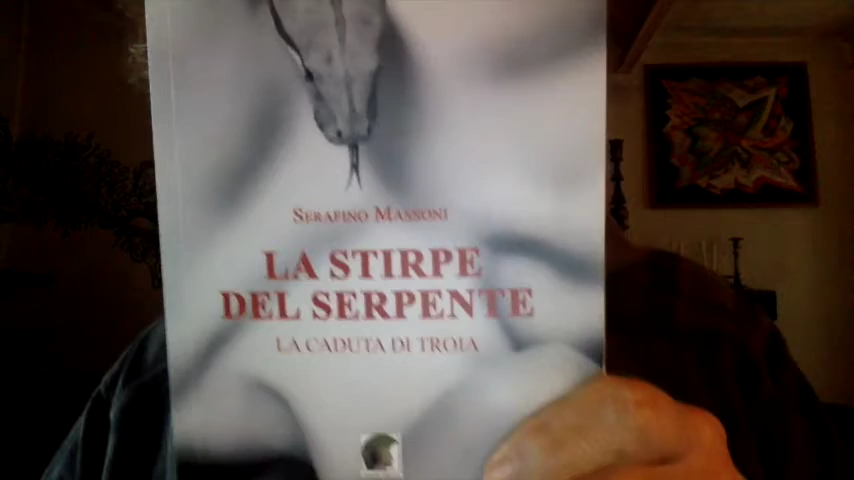 SERAFINO MASSONI
LA STIRPE
DEL SERPENTE
LA CADUTA DI TROIA